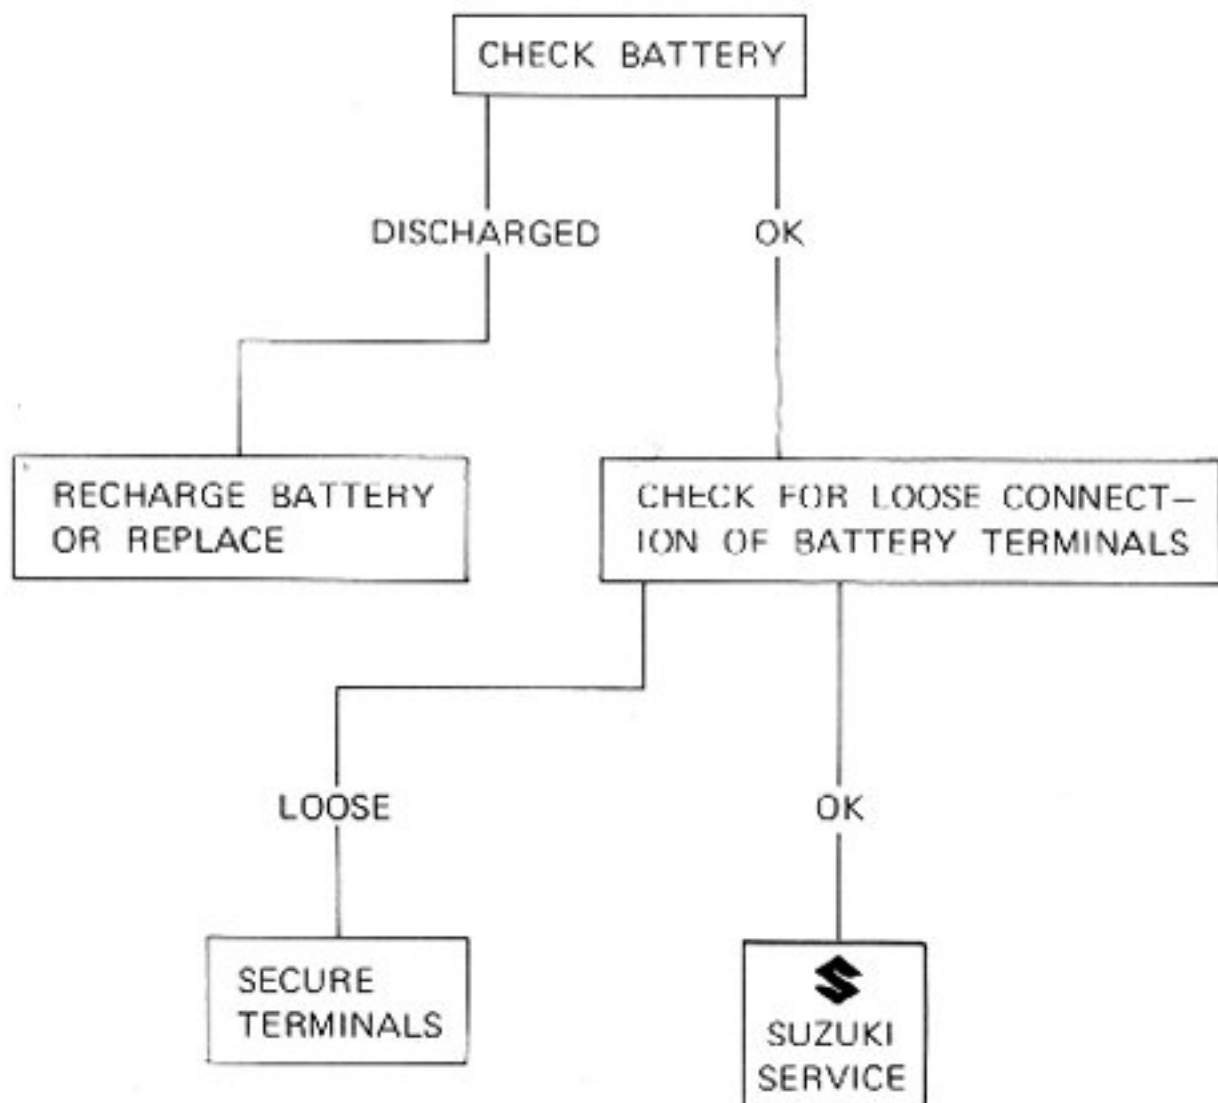 CHECK BATTERY
DISCHARGED
OK
RECHARGE BATTERY
OR REPLACE
CHECK FOR LOOSE CONNECT–
ION OF BATTERY TERMINALS
LOOSE
OK
SECURE
TERMINALS
SUZUKI
SERVICE